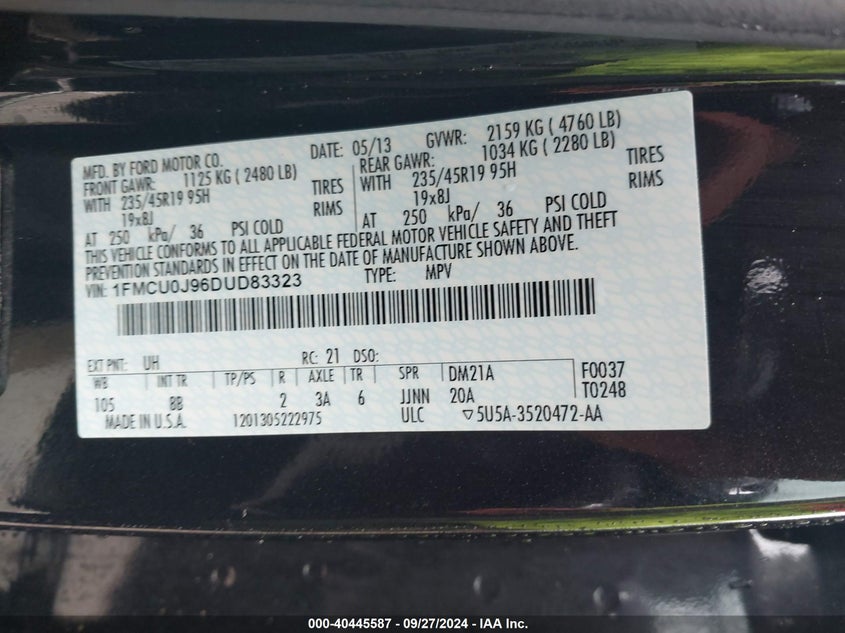 MFD. BY FORD MOTOR CO. DATE: 05/13 GVWR: 2159 KG ( 4760 LB)
FRONT GAWR: 1125 KG ( 2480 LB) REAR GAWR: 1034 KG ( 2280 LB)
WITH 235/45R19 95H TIRES WITH 235/45R19 95H TIRES
19x8J RIMS 19x8J RIMS
AT 250 kPa/ 36 PSI COLD AT 250 kPa/ 36 PSI COLD
THIS VEHICLE CONFORMS TO ALL APPLICABLE FEDERAL MOTOR VEHICLE SAFETY AND THEFT
PREVENTION STANDARDS IN EFFECT ON THE DATE OF MANUFACTURE SHOWN ABOVE.
VIN: 1FMCU0J96DUD83323 TYPE: MPV
EXT PNT: UH RC: 21 DSO:
WB INT TR TP/PS R AXLE TR SPR DM21A F0037
105 BB 2 3A 6 JJNN 20A T0248
MADE IN U.S.A. 1201305222975 ULC ▽5U5A-3520472-AA
000-40445587 - 09/27/2024 - IAA Inc.